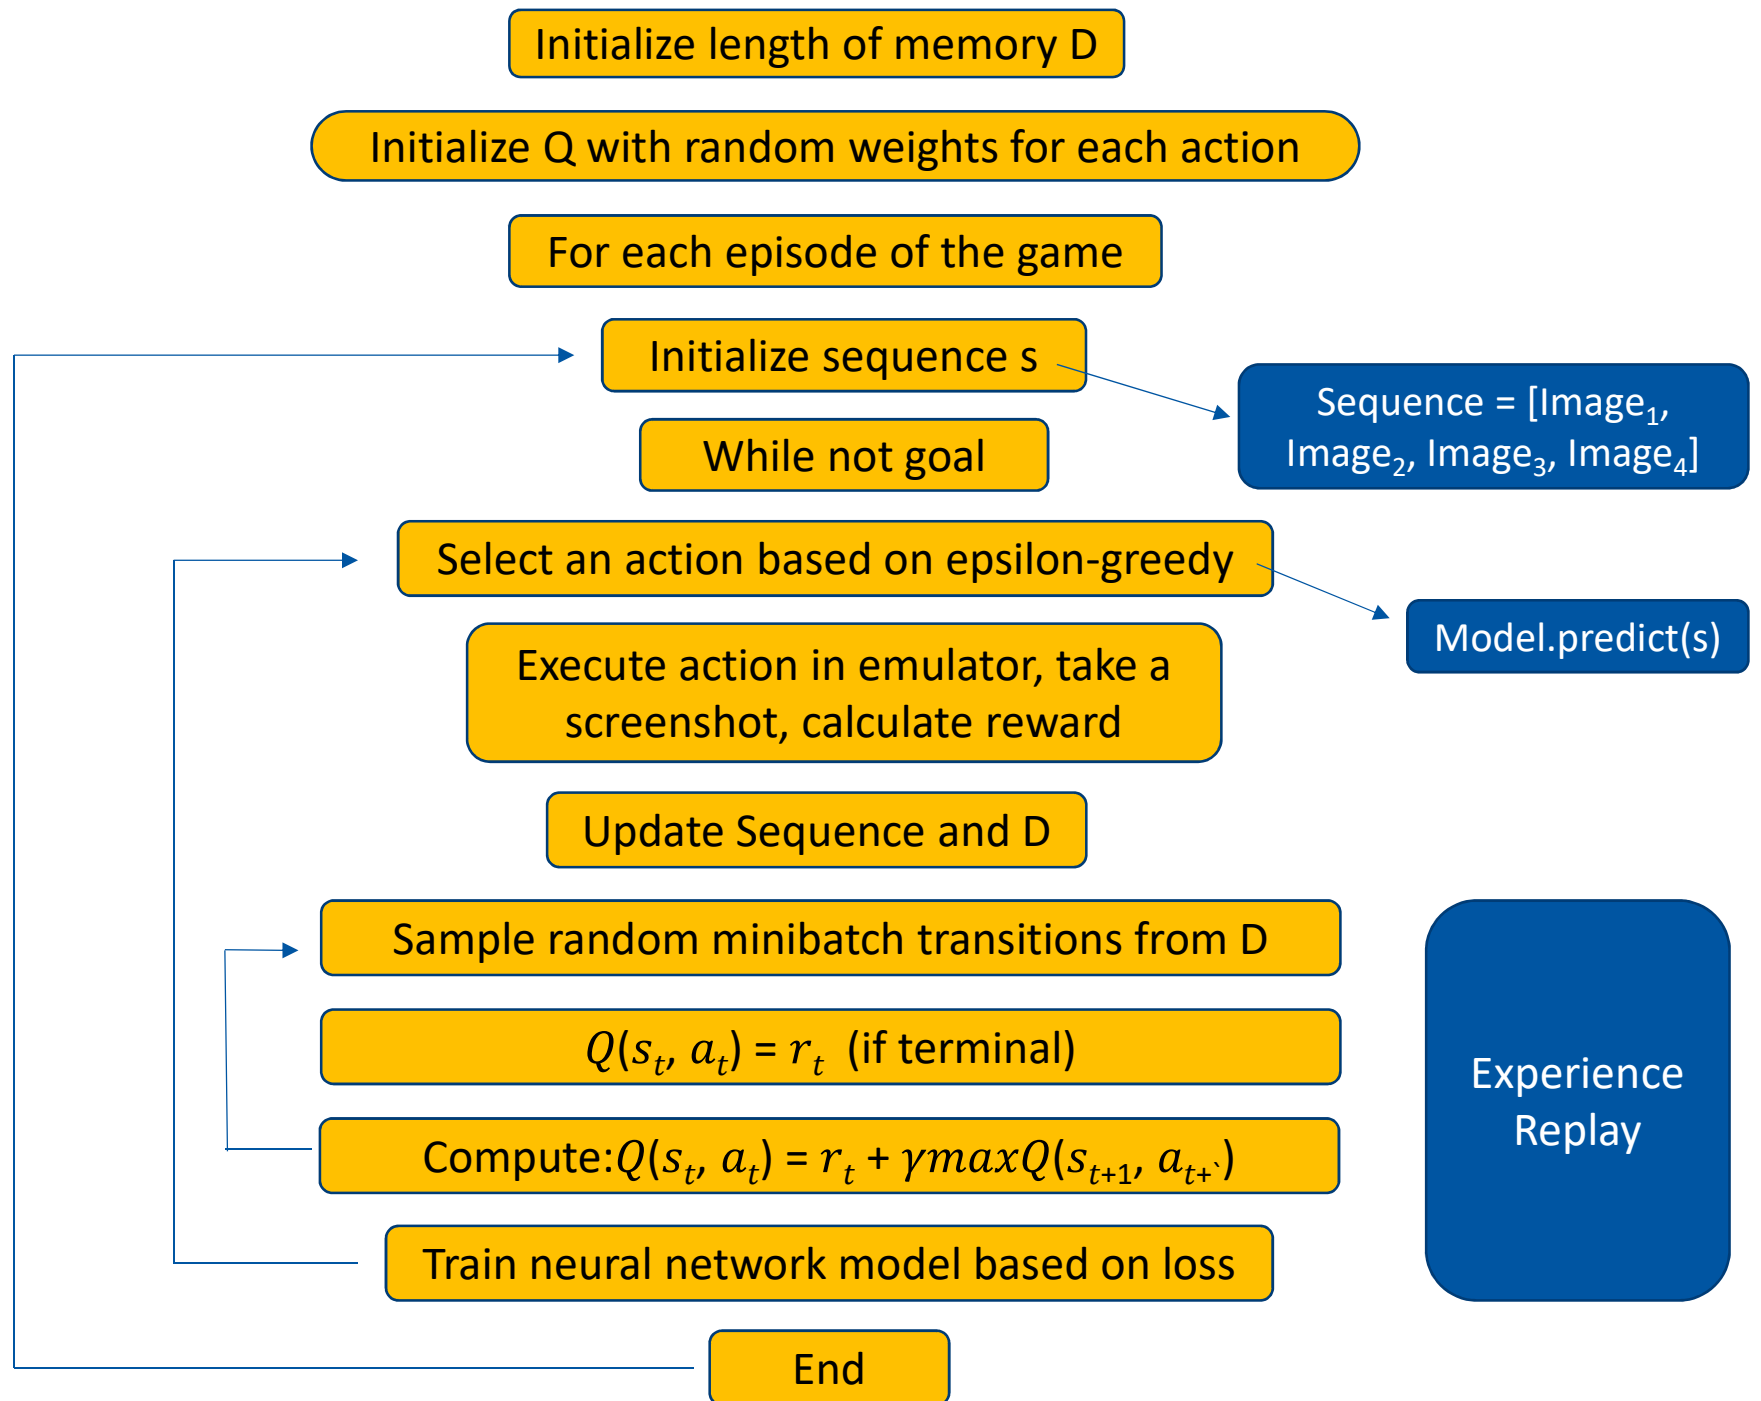 Initialize length of memory D
Initialize Q with random weights for each action
For each episode of the game
Initialize sequence s
Sequence = [Image₁,
Image₂, Image₃, Image₄]
While not goal
Select an action based on epsilon-greedy
Model.predict(s)
Execute action in emulator, take a
screenshot, calculate reward
Update Sequence and D
Sample random minibatch transitions from D
Q(sₜ, aₜ) = rₜ (if terminal)
Compute:Q(sₜ, aₜ) = rₜ + γmaxQ(sₜ₊₁, aₜ₊`)
Experience
Replay
Train neural network model based on loss
End